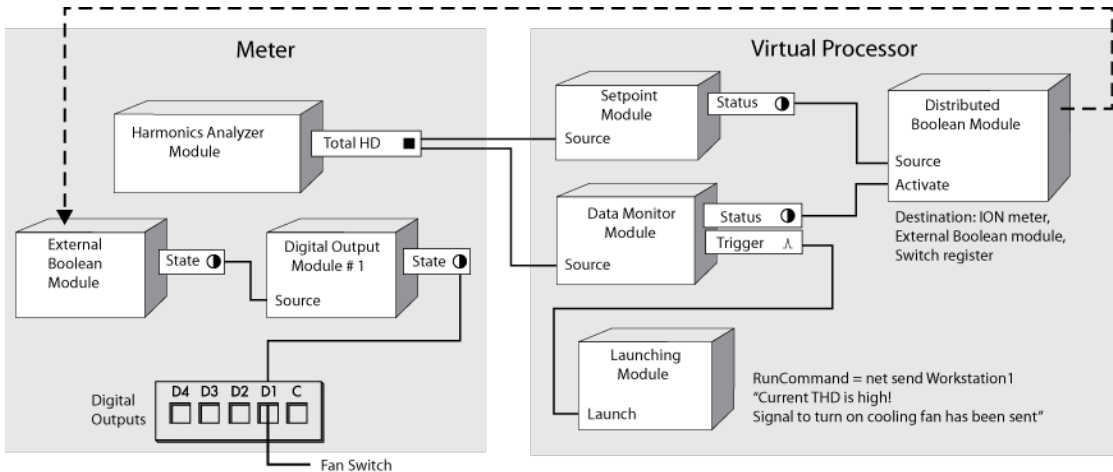 Meter
Harmonics Analyzer
Module
Total HD
External
Boolean
Module
State
Digital Output
Module # 1
Source
State
Digital
Outputs
D4 D3 D2 D1 C
Fan Switch
Virtual Processor
Setpoint
Module
Source
Status
Distributed
Boolean Module
Source
Activate
Destination: ION meter,
External Boolean module,
Switch register
Data Monitor
Module
Source
Status
Trigger
Launching
Module
Launch
RunCommand = net send Workstation1
“Current THD is high!
Signal to turn on cooling fan has been sent”